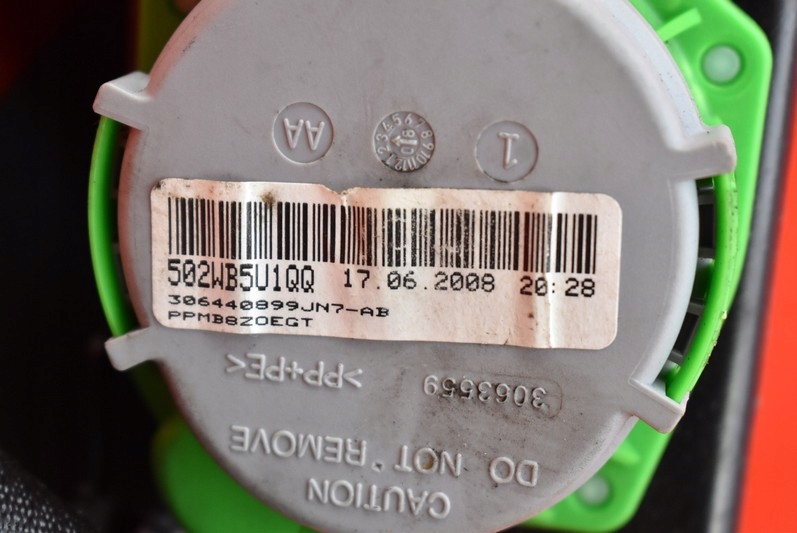 AA
1
502WB5U1QQ 17.06.2008 20:28
306440899JN7-AB
PPMB8ZOEGT
>PP+PE<
3063559
CAUTION
DO NOT REMOVE